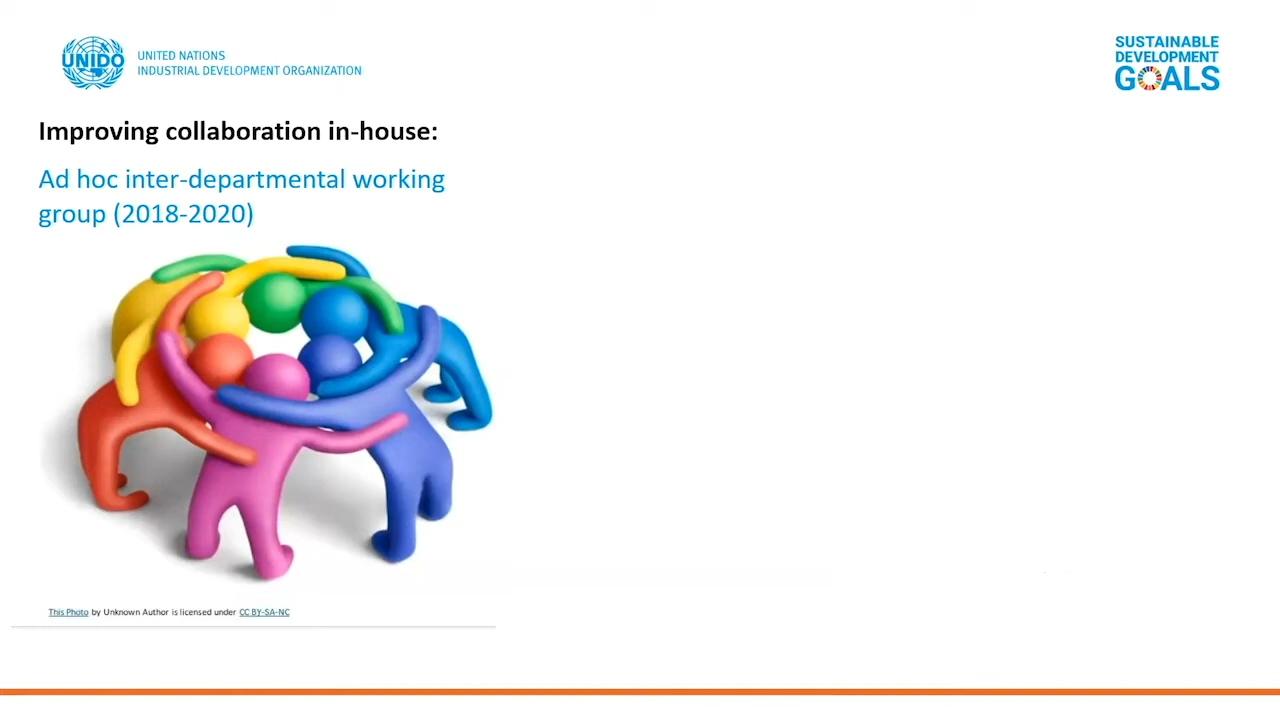 UNIDO
UNITED NATIONS
INDUSTRIAL DEVELOPMENT ORGANIZATION
SUSTAINABLE
DEVELOPMENT
GOALS
Improving collaboration in-house:
Ad hoc inter-departmental working
group (2018-2020)
This Photo by Unknown Author is licensed under CC BY-SA-NC